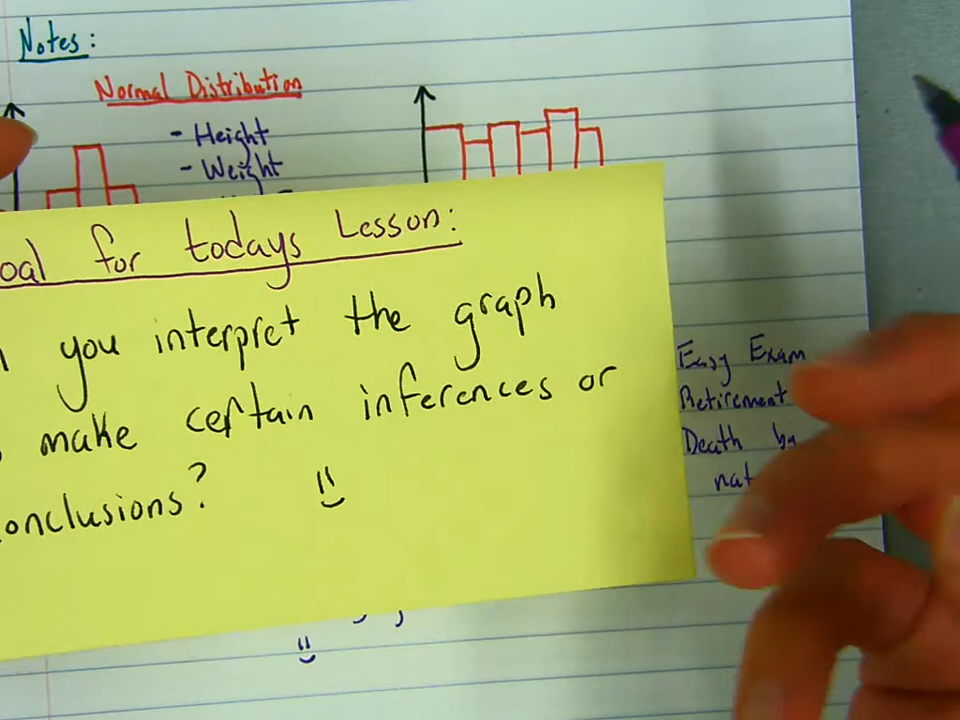 Notes:
Normal Distribution
- Height
- Weight
oal for todays Lesson:
you interpret the graph
make certain inferences or
onclusions?
Easy Exam
Retirement
Death by
nat